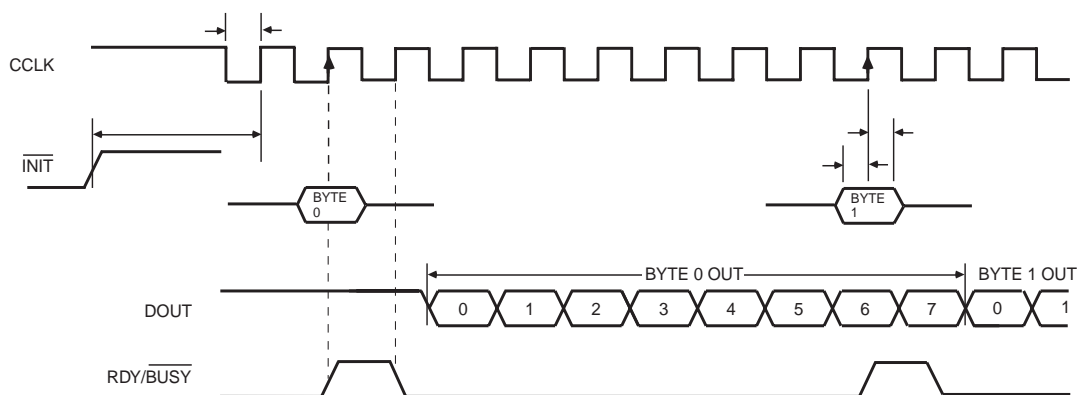 CCLK
INIT
BYTE
0
BYTE
1
BYTE 0 OUT
BYTE 1 OUT
DOUT
0
1
2
3
4
5
6
7
0
1
RDY/BUSY